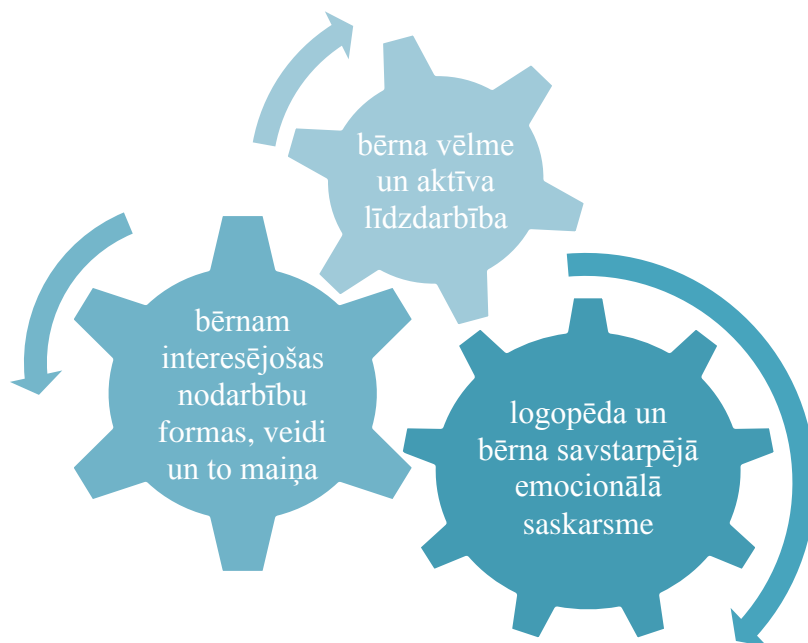 bērna vēlme
un aktīva
līdzdarbība
bērnam
interesējošas
nodarbību
formas, veidi
un to maiņa
logopēda un
bērna savstarpējā
emocionālā
saskarsme